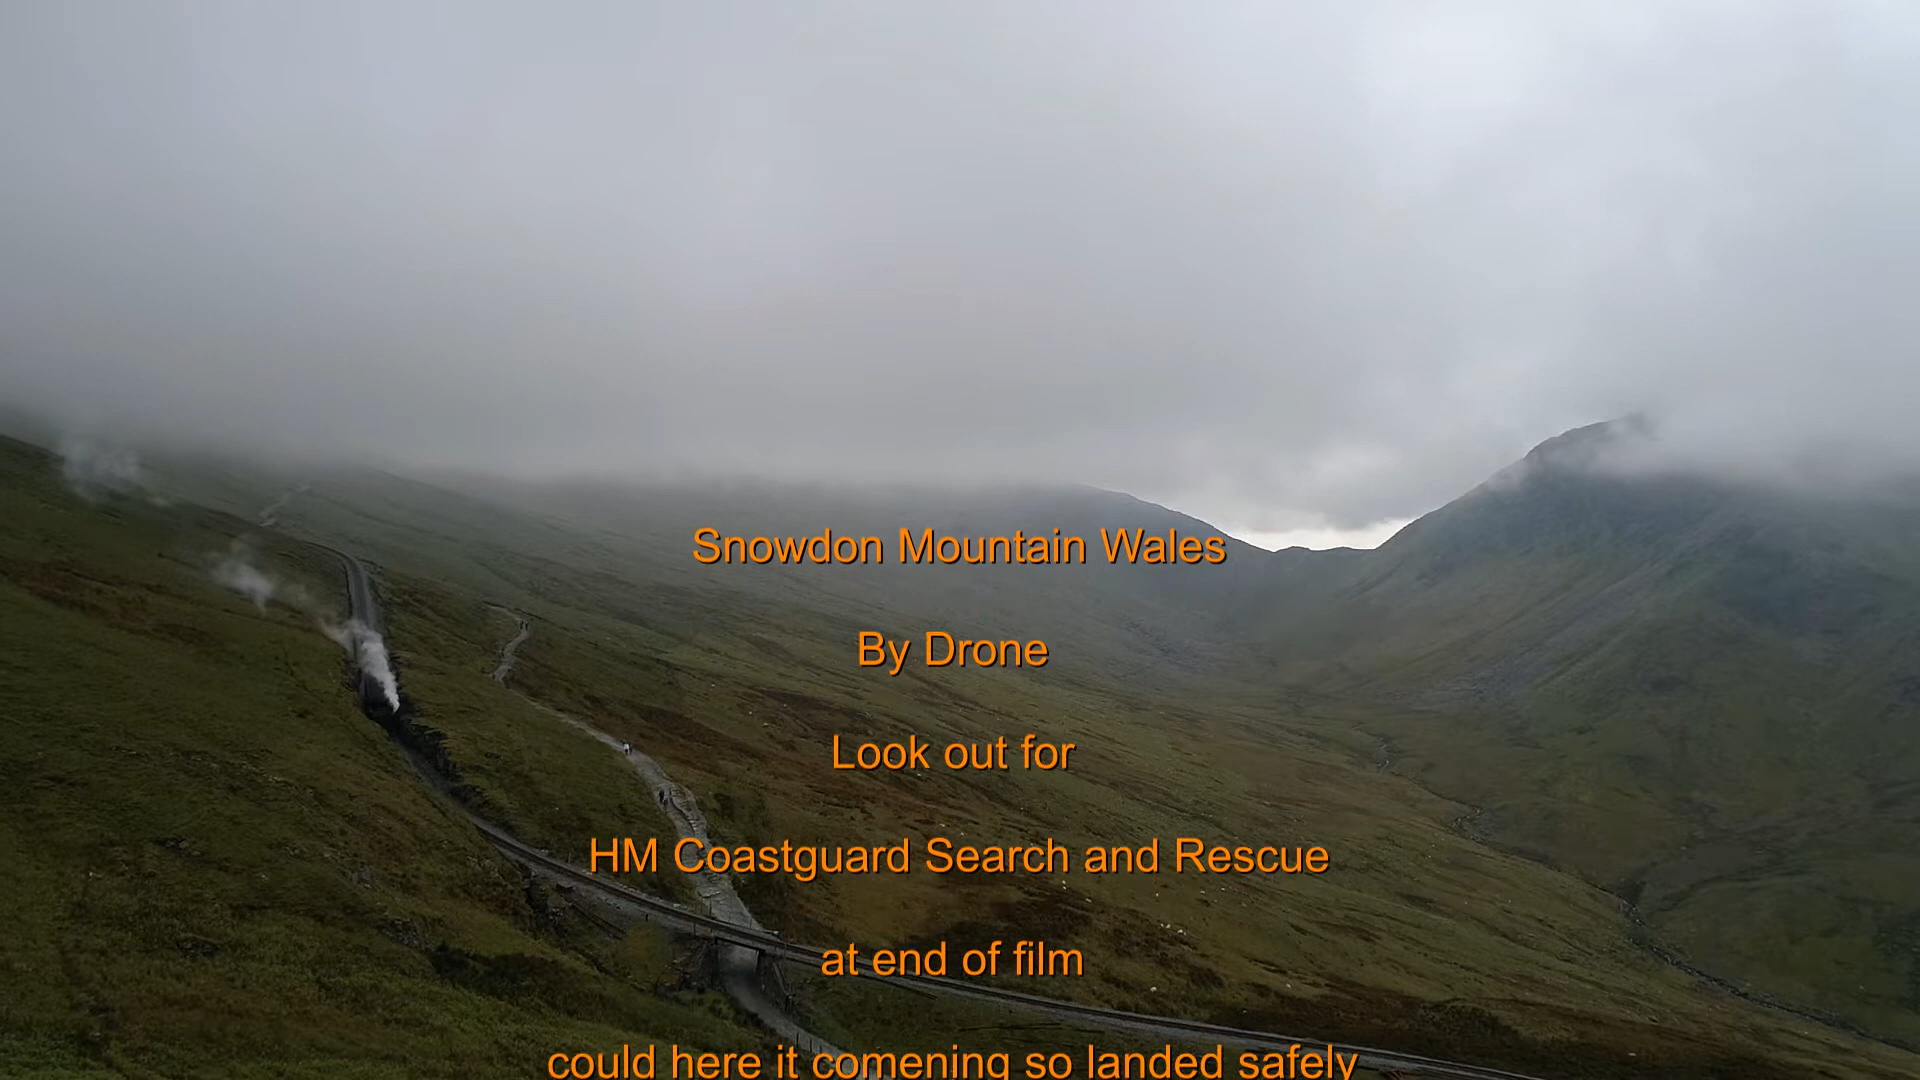 Snowdon Mountain Wales
By Drone
Look out for
HM Coastguard Search and Rescue
at end of film
could here it comening so landed safely